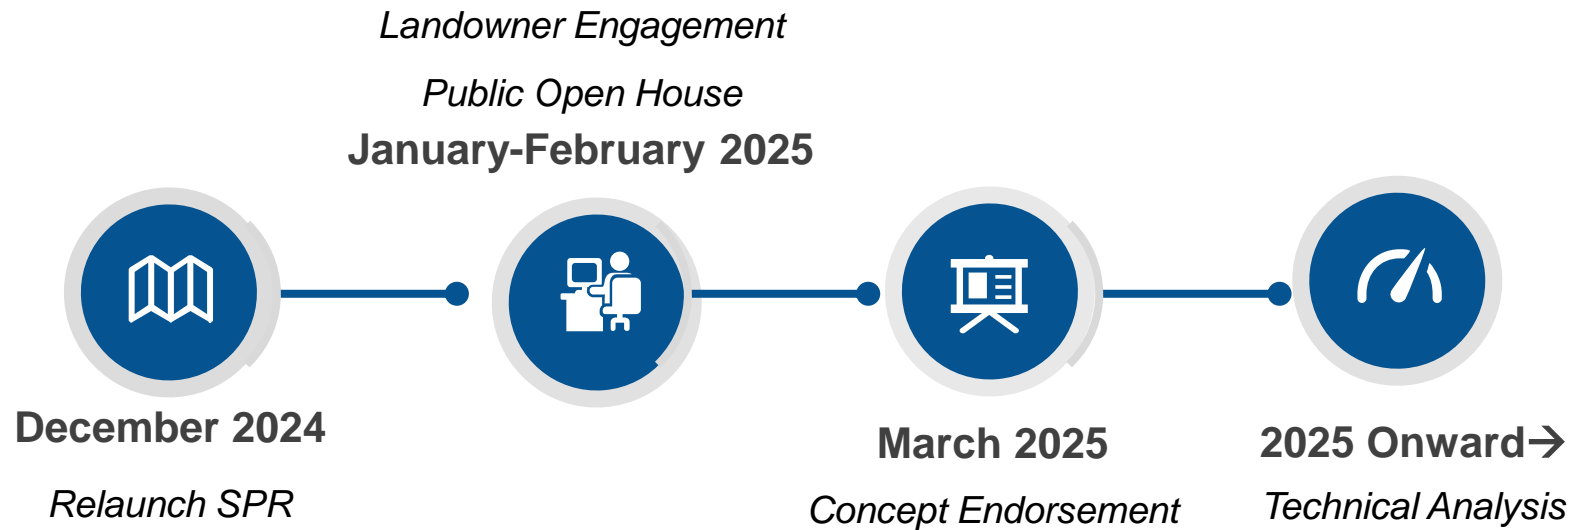 Landowner Engagement
Public Open House
January-February 2025
December 2024
Relaunch SPR
March 2025
Concept Endorsement
2025 Onward→
Technical Analysis